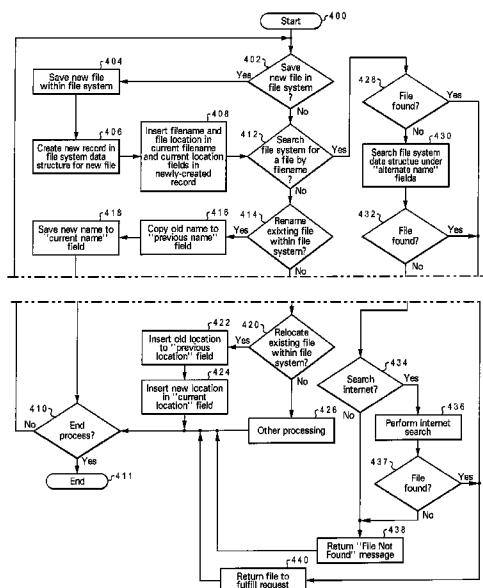 Start
400
404
Save new file
within file system
402
Save
new file in
file system
?
Yes
No
406
Create new record in
file system data
structure for new file
408
Insert filename and
file location in
current filename and
current location
fields in
newly-created
record
412
Search
file system for
a file by
filename
?
Yes
No
428
File
found?
Yes
No
430
Search file system
data structue under
"alternate name"
fields
432
File
found?
Yes
No
418
Save new name to
"current name"
field
416
Copy old name to
"previous name"
field
414
Rename
existing file
within file
system?
Yes
No
422
Insert old location
to "previous
location" field
424
Insert new location
in "current
location" field
420
Relocate
existing file
within file
system?
Yes
No
426
Other processing
434
Search
internet?
Yes
No
436
Perform internet
search
437
File
found?
Yes
No
410
End
process?
No
Yes
End
411
438
Return "File Not
Found" message
440
Return file to
fulfill request